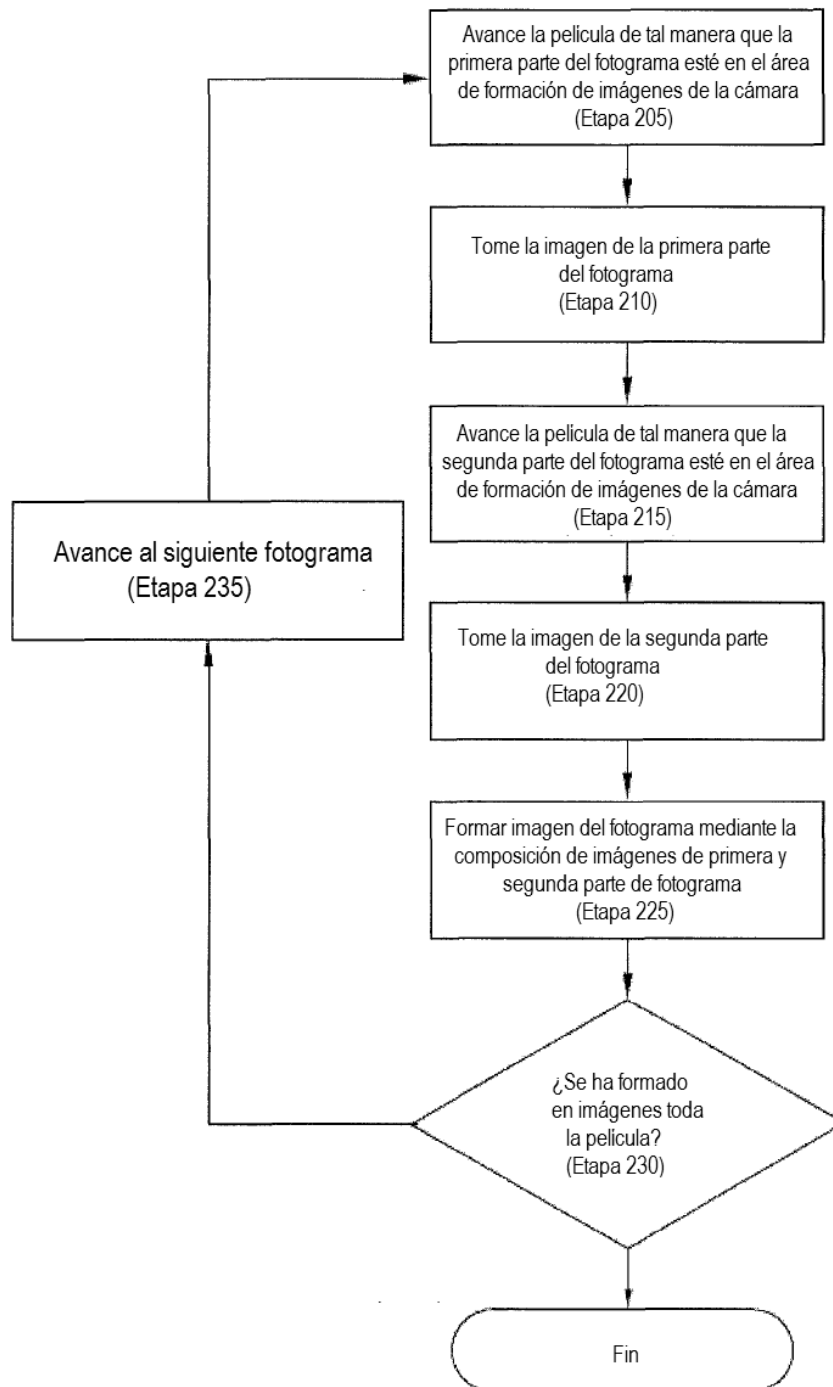 Avance la película de tal manera que la
primera parte del fotograma esté en el área
de formación de imágenes de la cámara
(Etapa 205)
Tome la imagen de la primera parte
del fotograma
(Etapa 210)
Avance la película de tal manera que la
segunda parte del fotograma esté en el área
de formación de imágenes de la cámara
(Etapa 215)
Avance al siguiente fotograma
(Etapa 235)
Tome la imagen de la segunda parte
del fotograma
(Etapa 220)
Formar imagen del fotograma mediante la
composición de imágenes de primera y
segunda parte de fotograma
(Etapa 225)
¿Se ha formado
en imágenes toda
la película?
(Etapa 230)
Fin